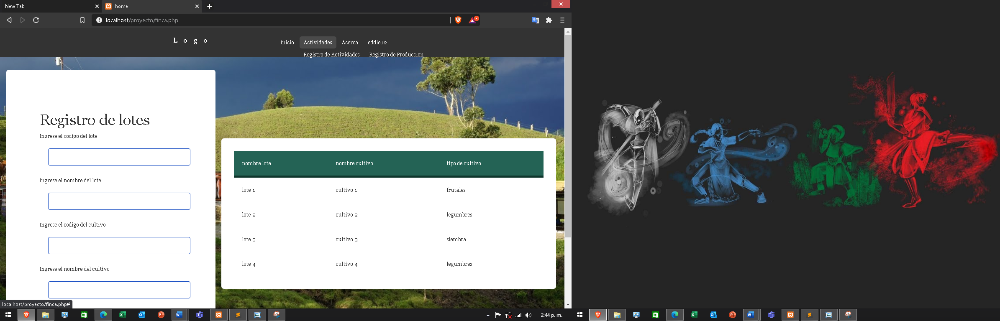 New Tab
home
localhost/proyecto/finca.php
Logo
Inicio Actividades Acerca eddie12
Registro de Actividades Registro de Produccion
Registro de lotes
Ingrese el codigo del lote
Ingrese el nombre del lote
Ingrese el codigo del cultivo
Ingrese el nombre del cultivo
nombre lote nombre cultivo tipo de cultivo
lote 1 cultivo 1 frutales
lote 2 cultivo 2 legumbres
lote 3 cultivo 3 siembra
lote 4 cultivo 4 legumbres
localhost/proyecto/finca.php#
2:44 p. m.